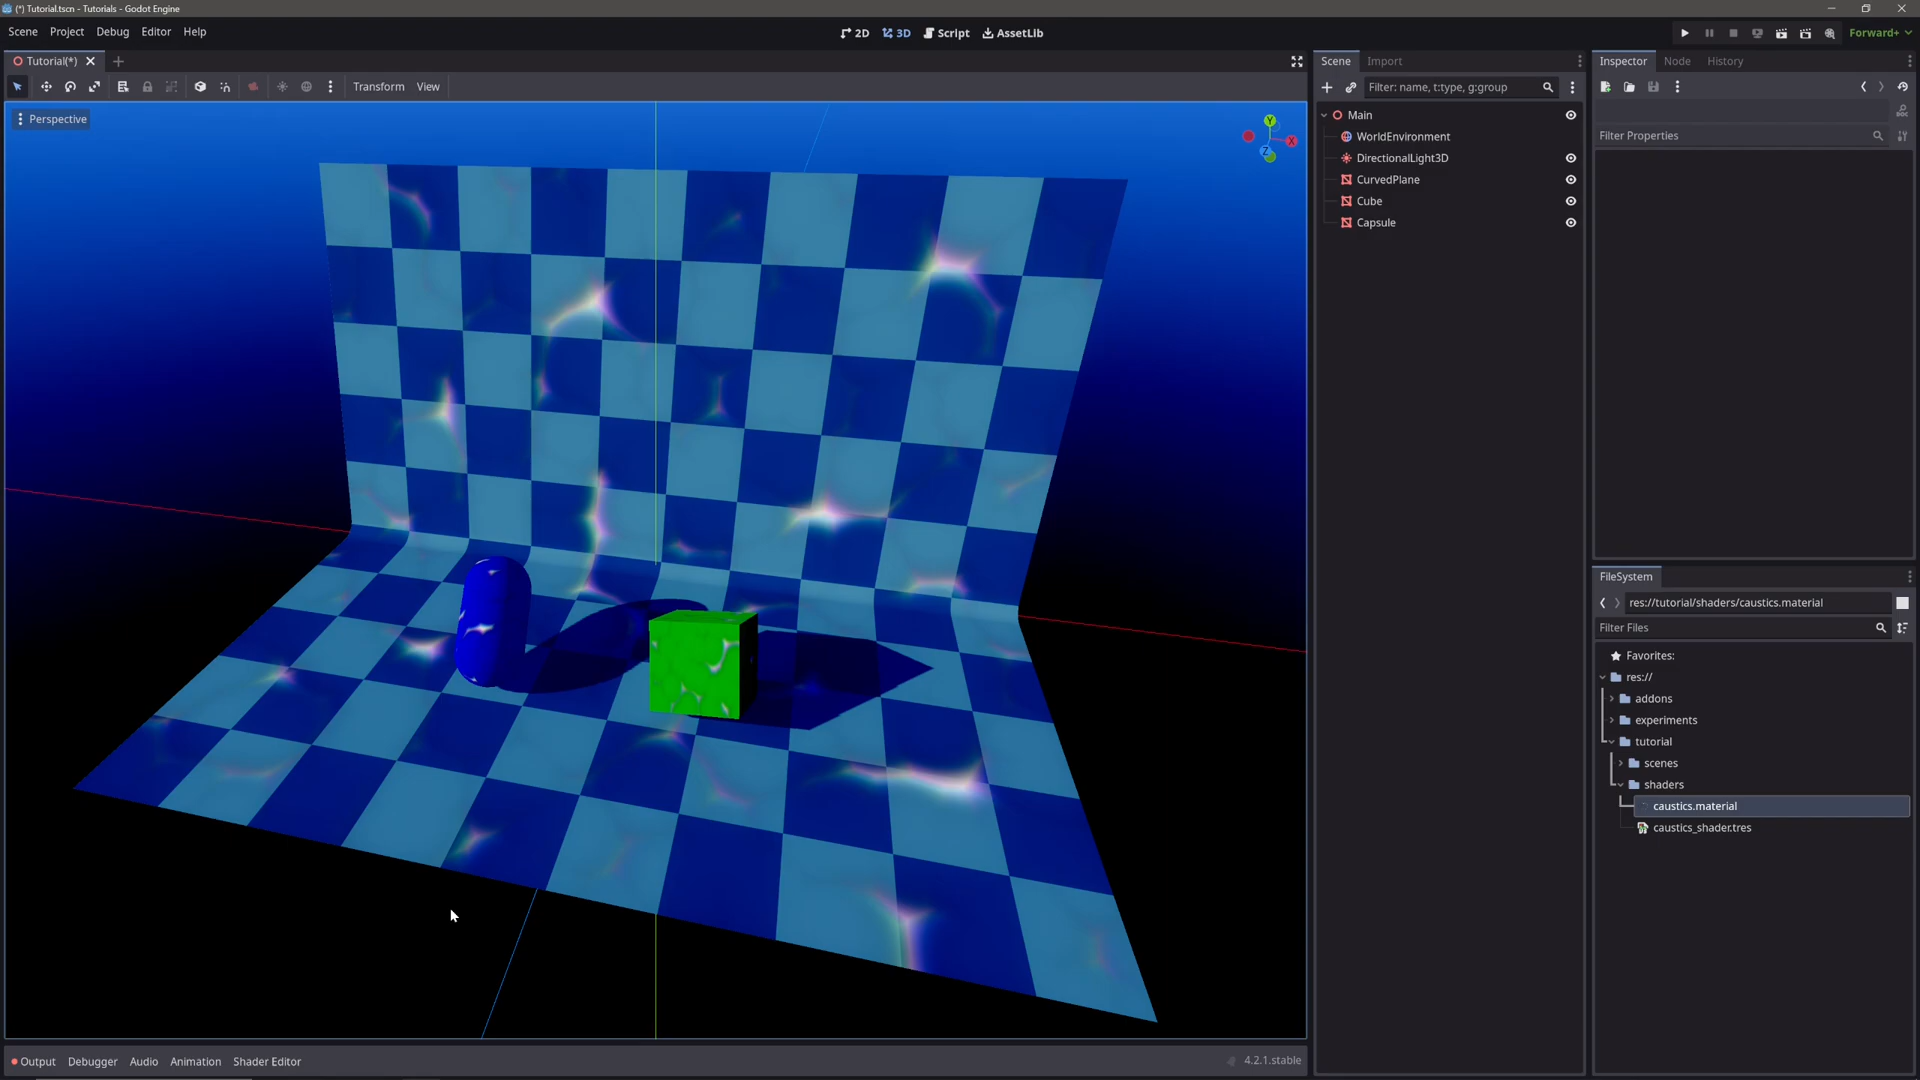 (*) Tutorial.tscn - Tutorials - Godot Engine
Scene Project Debug Editor Help
2D 3D Script AssetLib
Forward+
Tutorial(*)
Transform View
Perspective
Y
X
Z
Scene Import
Filter: name, t:type, g:group
Main
WorldEnvironment
DirectionalLight3D
CurvedPlane
Cube
Capsule
Inspector Node History
Filter Properties
FileSystem
res://tutorial/shaders/caustics.material
Filter Files
Favorites:
res://
addons
experiments
tutorial
scenes
shaders
caustics.material
caustics_shader.tres
Output Debugger Audio Animation Shader Editor
4.2.1.stable